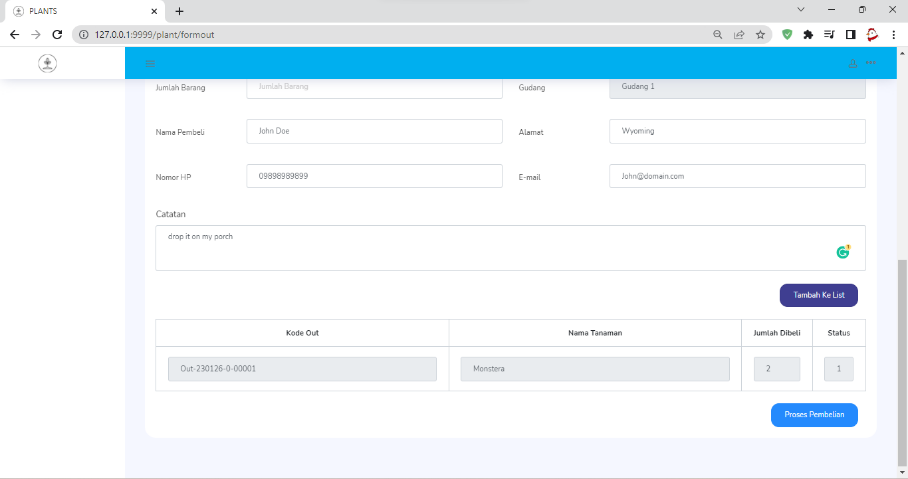 PLANTS
127.0.0.1:9999/plant/formout
Jumlah Barang Jumlah Barang Gudang Gudang 1
Nama Pembeli John Doe Alamat Wyoming
Nomor HP 09898989899 E-mail John@domain.com
Catatan
drop it on my porch
Tambah Ke List
Kode Out Nama Tanaman Jumlah Dibeli Status
Out-230126-0-00001 Monstera 2 1
Proses Pembelian